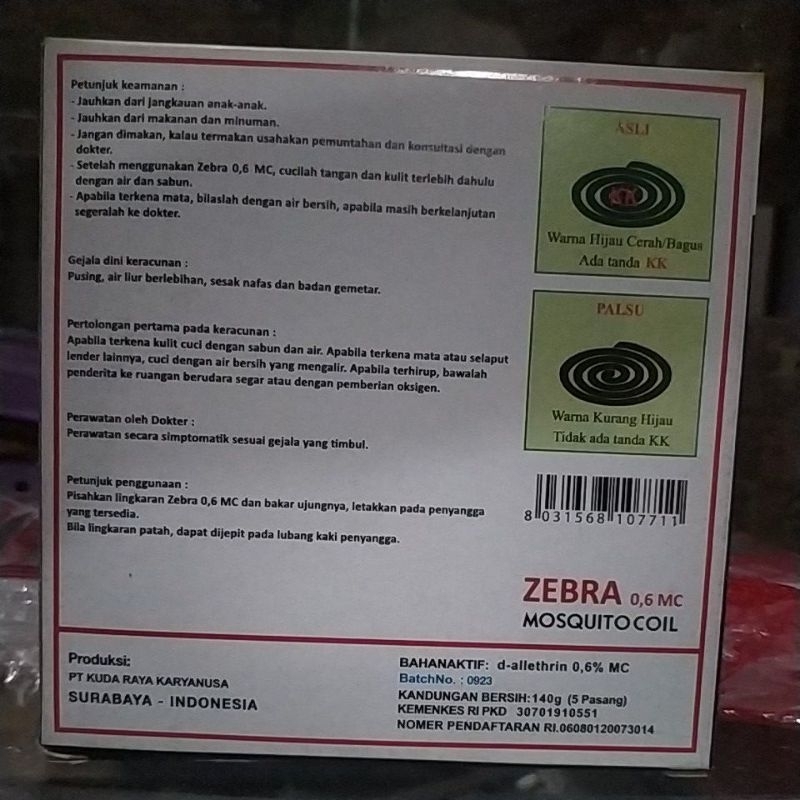 Petunjuk keamanan :
- Jauhkan dari jangkauan anak-anak.
- Jauhkan dari makanan dan minuman.
- Jangan dimakan, kalau termakan usahakan pemuntahan dan konsultasi dengan
dokter.
- Setelah menggunakan Zebra 0,6 MC, cucilah tangan dan kulit terlebih dahulu
dengan air dan sabun.
- Apabila terkena mata, bilaslah dengan air bersih, apabila masih berkelanjutan
segeralah ke dokter.
Gejala dini keracunan :
Pusing, air liur berlebihan, sesak nafas dan badan gemetar.
Pertolongan pertama pada keracunan :
Apabila terkena kulit cuci dengan sabun dan air. Apabila terkena mata atau selaput
lender lainnya, cuci dengan air bersih yang mengalir. Apabila terhirup, bawalah
penderita ke ruangan berudara segar atau dengan pemberian oksigen.
Perawatan oleh Dokter :
Perawatan secara simptomatik sesuai gejala yang timbul.
Petunjuk penggunaan :
Pisahkan lingkaran Zebra 0,6 MC dan bakar ujungnya, letakkan pada penyangga
yang tersedia.
Bila lingkaran patah, dapat dijepit pada lubang kaki penyangga.
ASLI
KK
Warna Hijau Cerah/Bagus
Ada tanda KK
PALSU
Warna Kurang Hijau
Tidak ada tanda KK
8 031568 107711
ZEBRA 0,6 MC
MOSQUITO COIL
Produksi:
PT KUDA RAYA KARYANUSA
SURABAYA - INDONESIA
BAHANAKTIF: d-allethrin 0,6% MC
BatchNo. : 0923
KANDUNGAN BERSIH:140g (5 Pasang)
KEMENKES RI PKD 30701910551
NOMER PENDAFTARAN RI.06080120073014